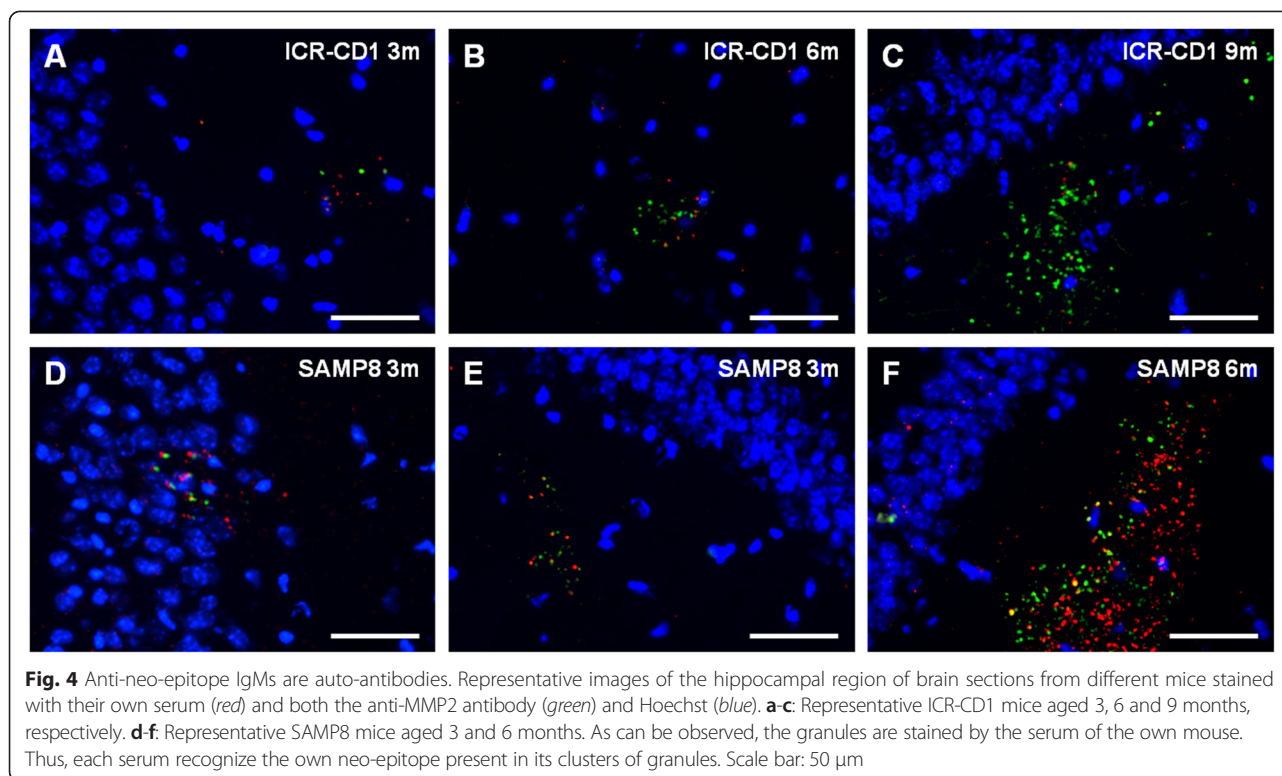 A
ICR-CD1 3m
B
ICR-CD1 6m
C
ICR-CD1 9m
D
SAMP8 3m
E
SAMP8 3m
F
SAMP8 6m
Fig. 4 Anti-neo-epitope IgMs are auto-antibodies. Representative images of the hippocampal region of brain sections from different mice stained
with their own serum (red) and both the anti-MMP2 antibody (green) and Hoechst (blue). a-c: Representative ICR-CD1 mice aged 3, 6 and 9 months,
respectively. d-f: Representative SAMP8 mice aged 3 and 6 months. As can be observed, the granules are stained by the serum of the own mouse.
Thus, each serum recognize the own neo-epitope present in its clusters of granules. Scale bar: 50 μm